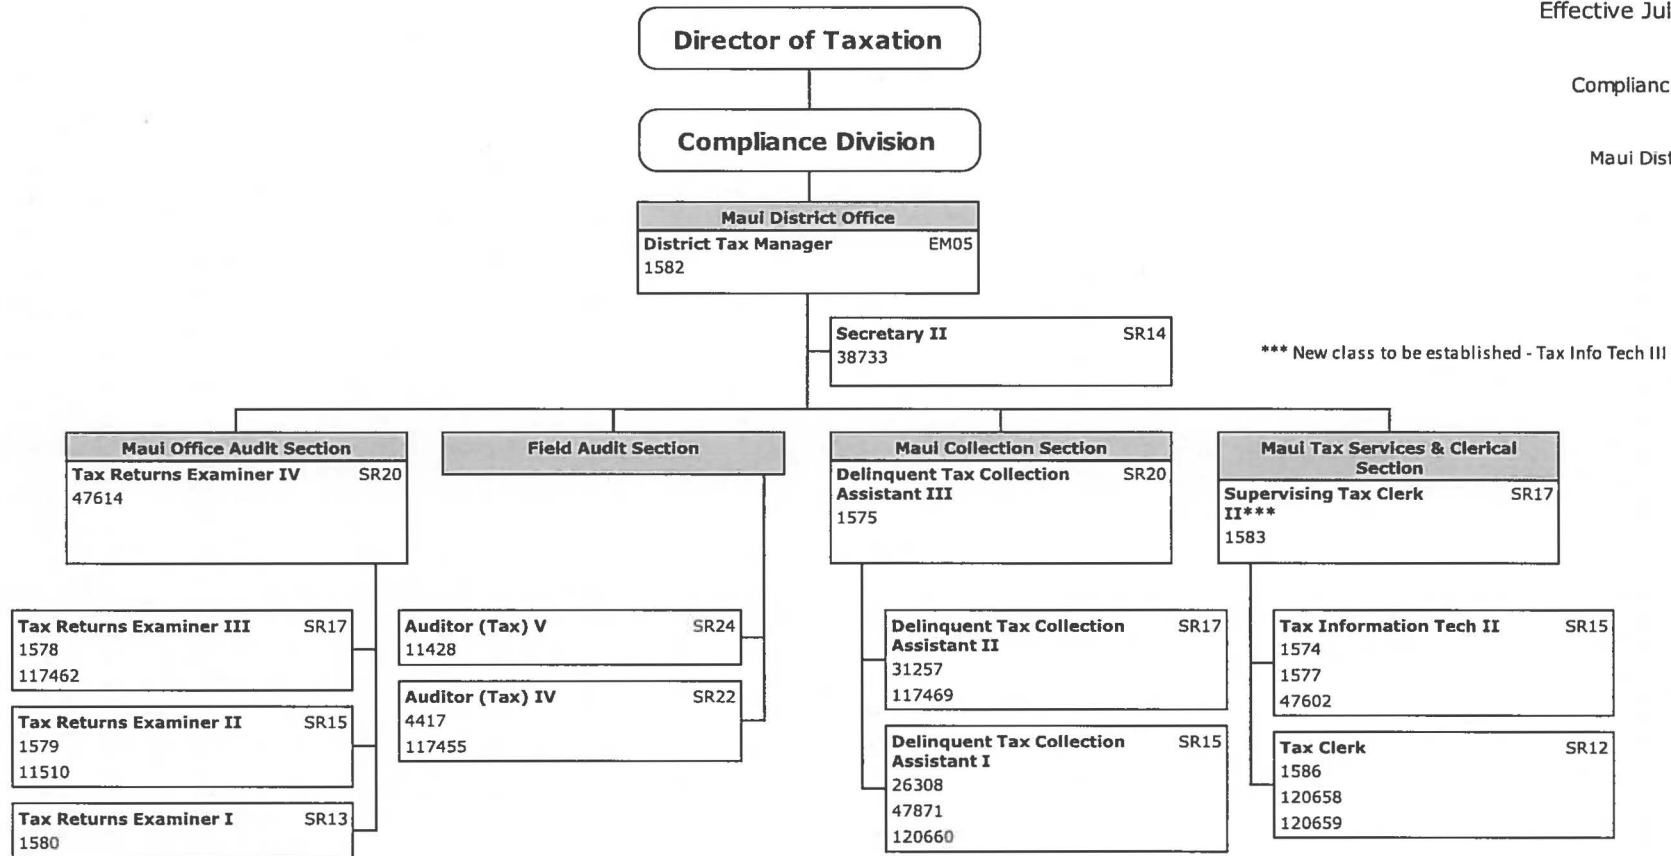 Effective Jul
Director of Taxation
Complianc
Compliance Division
Maui Dist
Maui District Office
District Tax Manager EM05
1582
Secretary II SR14
38733
*** New class to be established - Tax Info Tech III
Maui Office Audit Section
Tax Returns Examiner IV SR20
47614
Tax Returns Examiner III SR17
1578
117462
Tax Returns Examiner II SR15
1579
11510
Tax Returns Examiner I SR13
1580
Field Audit Section
Auditor (Tax) V SR24
11428
Auditor (Tax) IV SR22
4417
117455
Maui Collection Section
Delinquent Tax Collection SR20
Assistant III
1575
Delinquent Tax Collection SR17
Assistant II
31257
117469
Delinquent Tax Collection SR15
Assistant I
26308
47871
120660
Maui Tax Services & Clerical
Section
Supervising Tax Clerk SR17
II***
1583
Tax Information Tech II SR15
1574
1577
47602
Tax Clerk SR12
1586
120658
120659